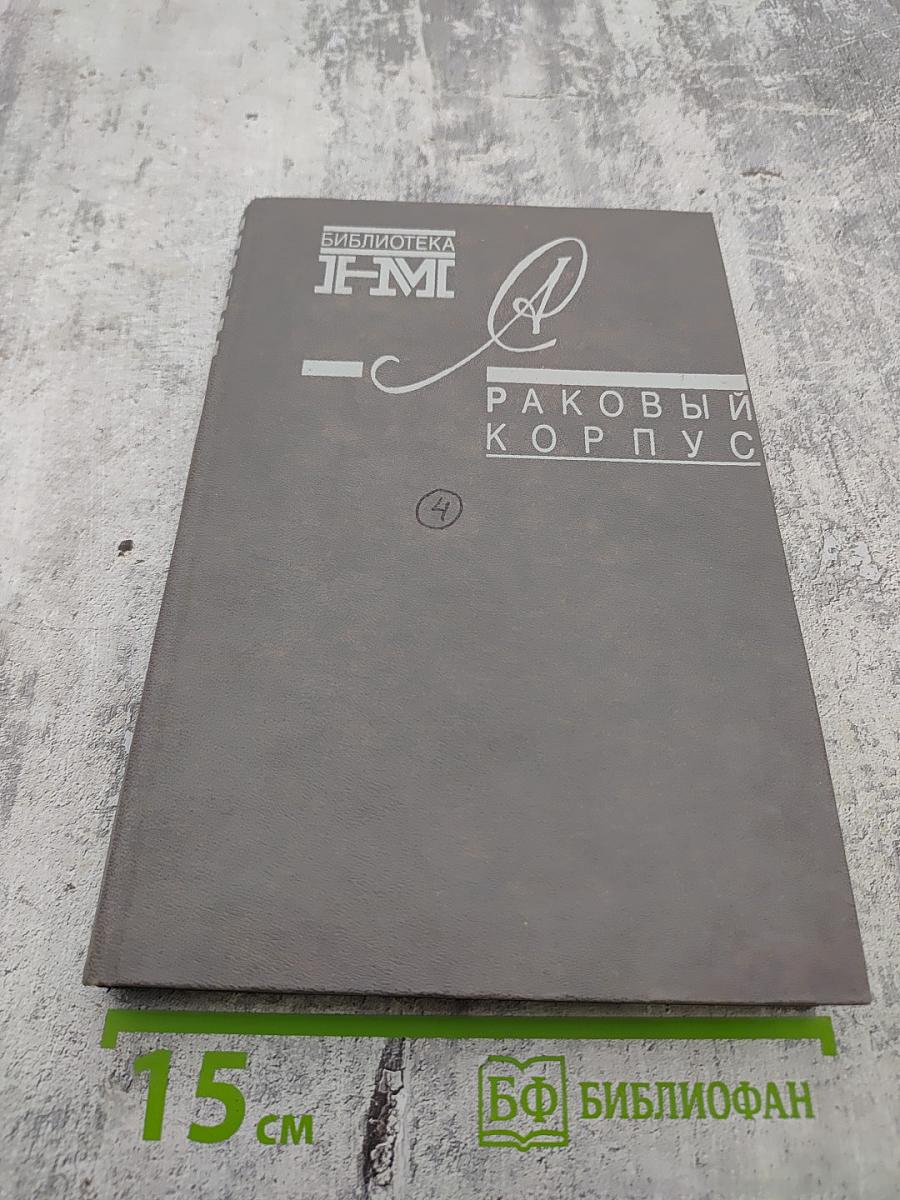 БИБЛИОТЕКА
НМ
А
РАКОВЫЙ
КОРПУС
4
15 см
БФ БИБЛИОФАН